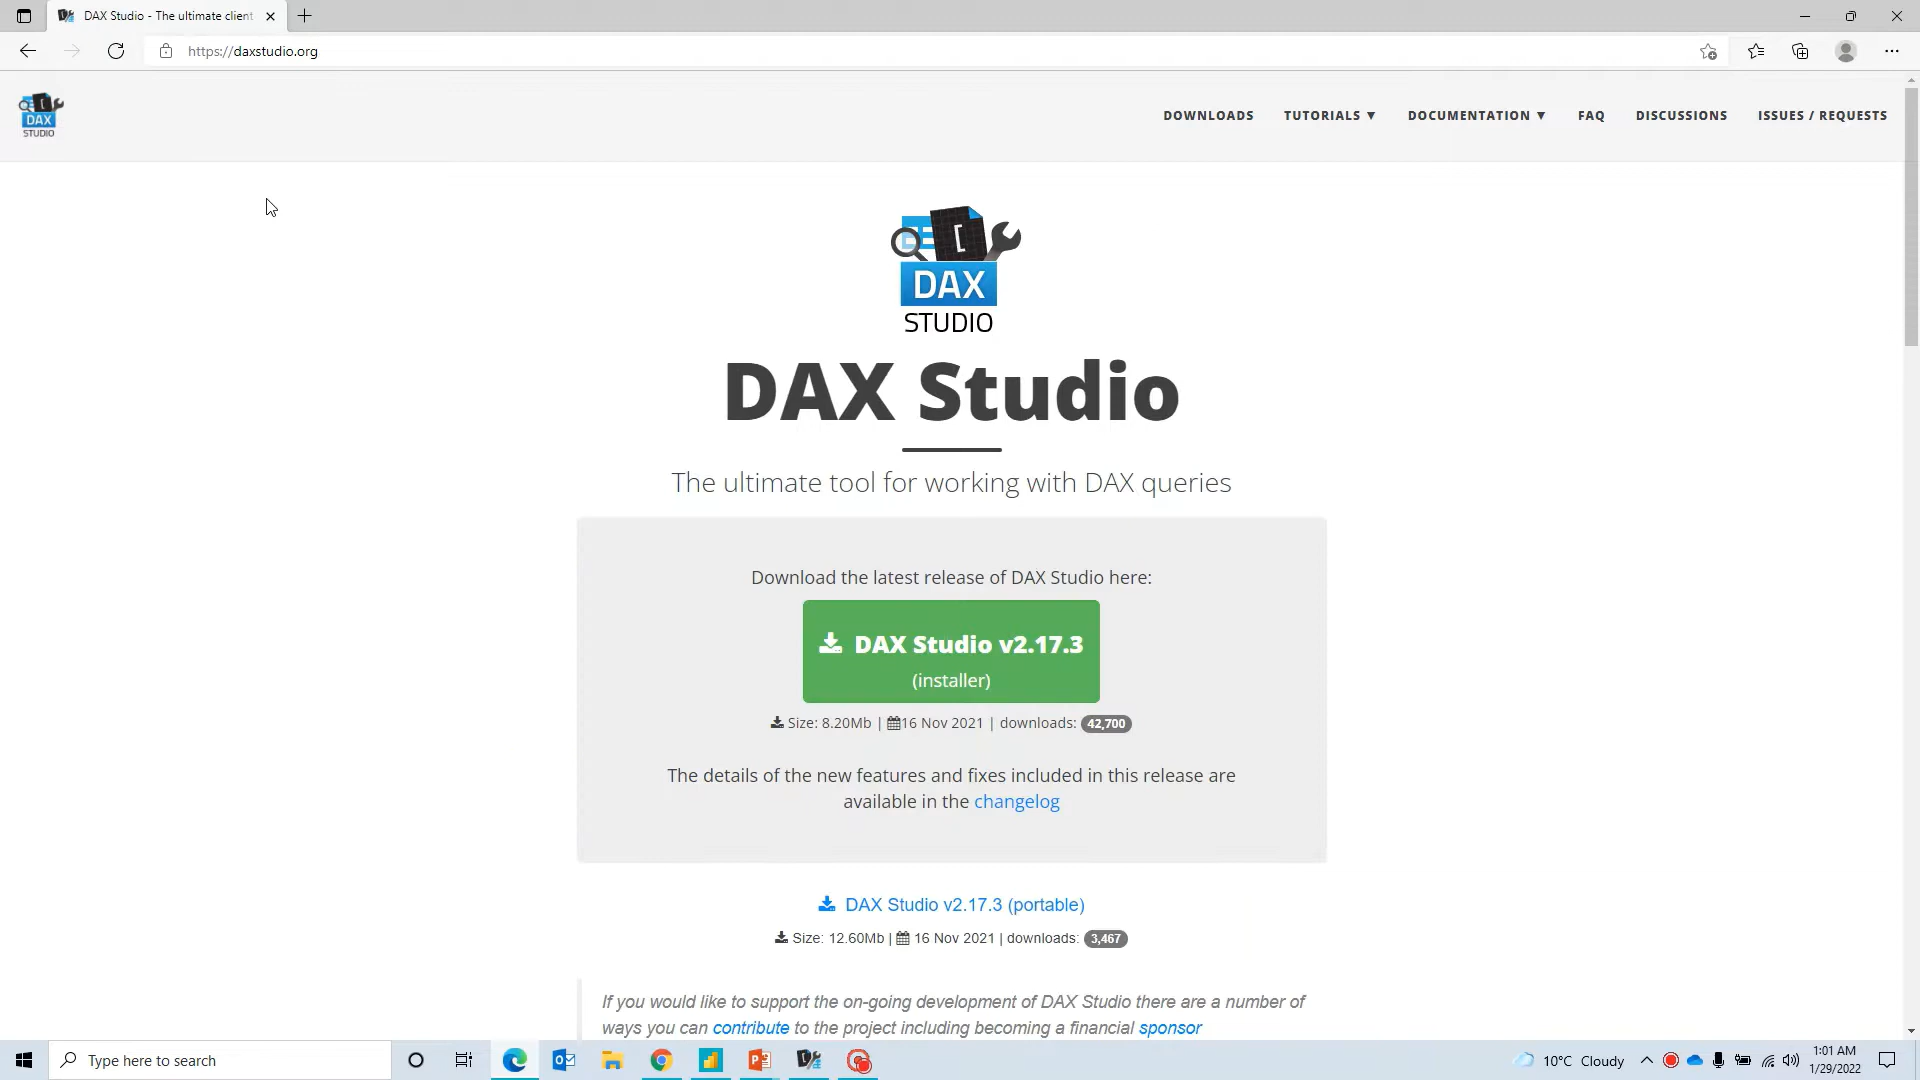 DAX Studio - The ultimate client
https://daxstudio.org
DAX
STUDIO
DOWNLOADS
TUTORIALS ▼
DOCUMENTATION ▼
FAQ
DISCUSSIONS
ISSUES / REQUESTS
[
DAX
STUDIO
DAX Studio
The ultimate tool for working with DAX queries
Download the latest release of DAX Studio here:
DAX Studio v2.17.3
(installer)
Size: 8.20Mb | 16 Nov 2021 | downloads: 42,700
The details of the new features and fixes included in this release are
available in the changelog
DAX Studio v2.17.3 (portable)
Size: 12.60Mb | 16 Nov 2021 | downloads: 3,467
If you would like to support the on-going development of DAX Studio there are a number of
ways you can contribute to the project including becoming a financial sponsor
Type here to search
10°C Cloudy
1:01 AM
1/29/2022